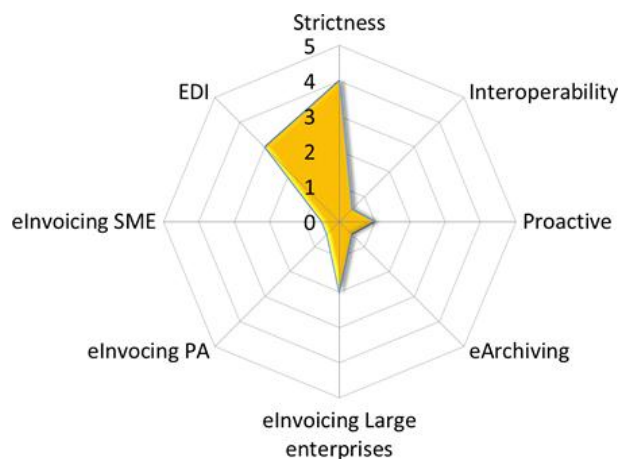 Strictness
5
EDI
4
Interoperability
3
2
1
eInvoicing SME
0
Proactive
eInvocing PA
eArchiving
eInvoicing Large
enterprises